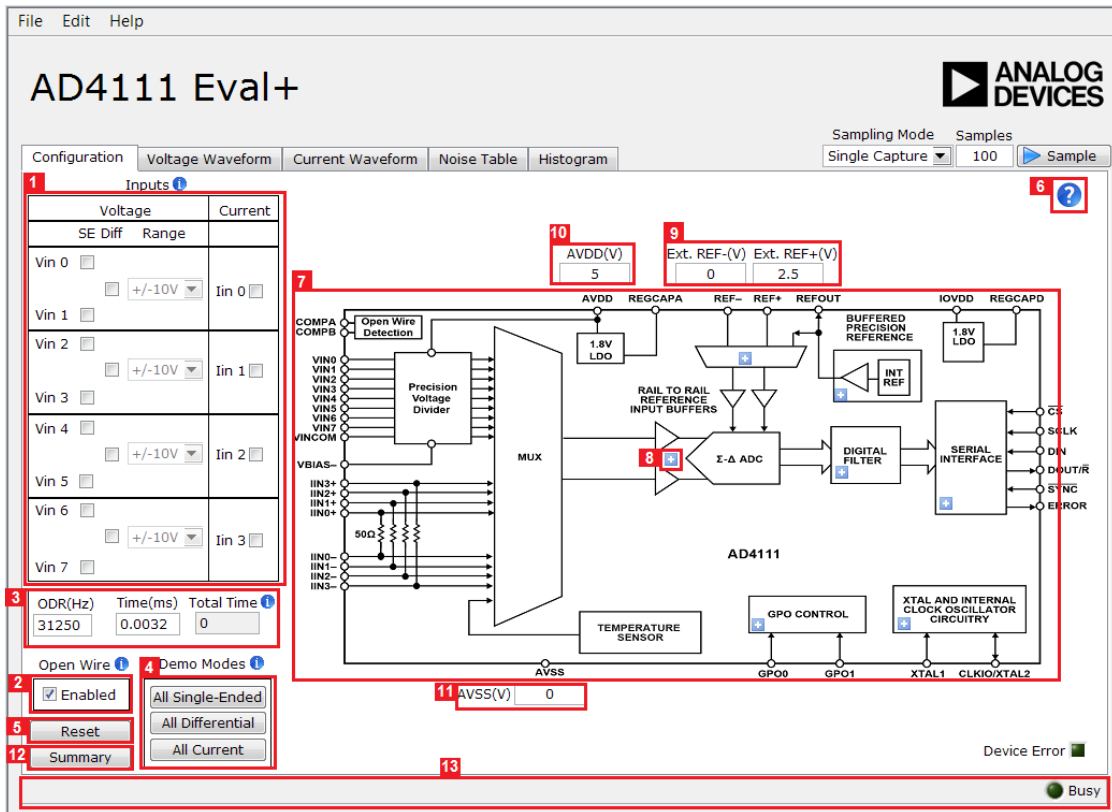 File Edit Help
AD4111 Eval+
ANALOG
DEVICES
Sampling Mode Samples
Configuration Voltage Waveform Current Waveform Noise Table Histogram Single Capture 100 Sample
1 Inputs i 6 ?
Voltage Current
SE Diff Range
10 AVDD(V) 9 Ext. REF-(V) Ext. REF+(V)
5 0 2.5
Vin 0
+/-10V Iin 0
Vin 1
Vin 2
+/-10V Iin 1
Vin 3
Vin 4
+/-10V Iin 2
Vin 5
Vin 6
+/-10V Iin 3
Vin 7
7
AVDD REGCAPA REF– REF+ REFOUT IOVDD REGCAPD
COMPA
COMPB
Open Wire
Detection
1.8V
LDO
BUFFERED
PRECISION
REFERENCE
INT
REF
1.8V
LDO
VIN0
VIN1
VIN2
VIN3
VIN4
VIN5
VIN6
VIN7
VINCOM
Precision
Voltage
Divider
MUX
RAIL TO RAIL
REFERENCE
INPUT BUFFERS
8
Σ-Δ ADC
DIGITAL
FILTER
SERIAL
INTERFACE
CS
SCLK
DIN
DOUT/R
SYNC
ERROR
VBIAS–
IIN3+
IIN2+
IIN1+
IIN0+
50Ω
IIN0–
IIN1–
IIN2–
IIN3–
AD4111
TEMPERATURE
SENSOR
GPO CONTROL
XTAL AND INTERNAL
CLOCK OSCILLATOR
CIRCUITRY
AVSS GPO0 GPO1 XTAL1 CLKIO/XTAL2
11 AVSS(V) 0
3 ODR(Hz) Time(ms) Total Time i
31250 0.0032 0
Open Wire i 4 Demo Modes i
2 Enabled All Single-Ended
5 Reset All Differential
12 Summary All Current
Device Error
13
Busy